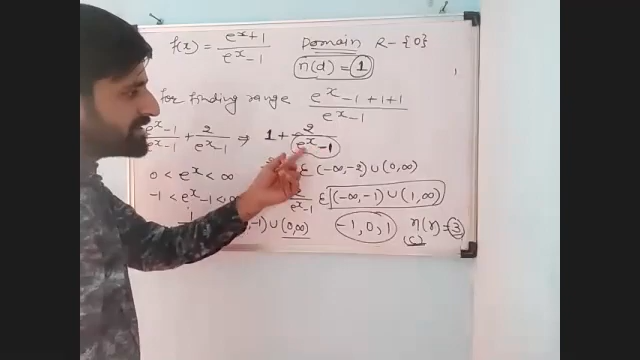 f(x) = (e^x+1)/(e^x-1) Domain R-{0}
n(d) = 1
For finding range (e^x-1+1+1)/(e^x-1)
(e^x-1)/(e^x-1) + 2/(e^x-1) ⇒ 1 + 2/(e^x-1)
0 < e^x < ∞ ε (-∞,-2) ∪ (0,∞)
-1 < e^x-1 < ∞ e^x-1 ε (-∞,-1) ∪ (1,∞)
-1) ∪ (0,∞) -1, 0, 1 n(r) = 3
(c)